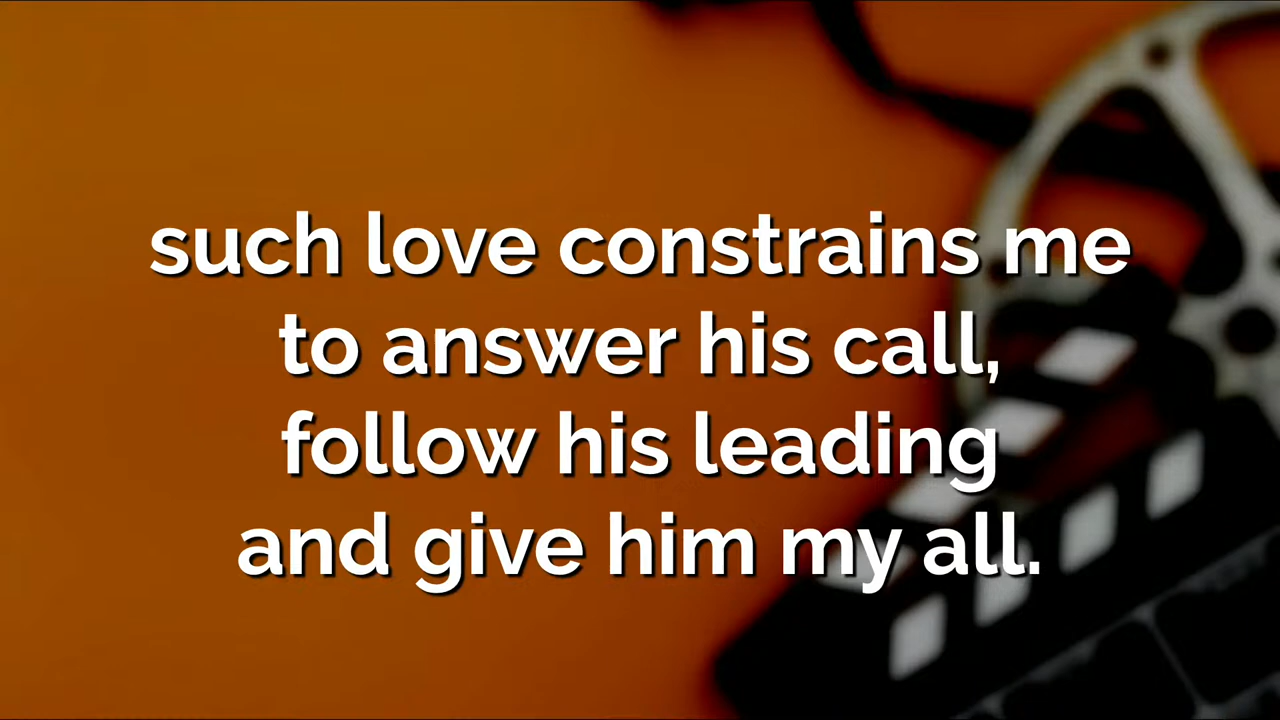 such love constrains me
to answer his call,
follow his leading
and give him my all.